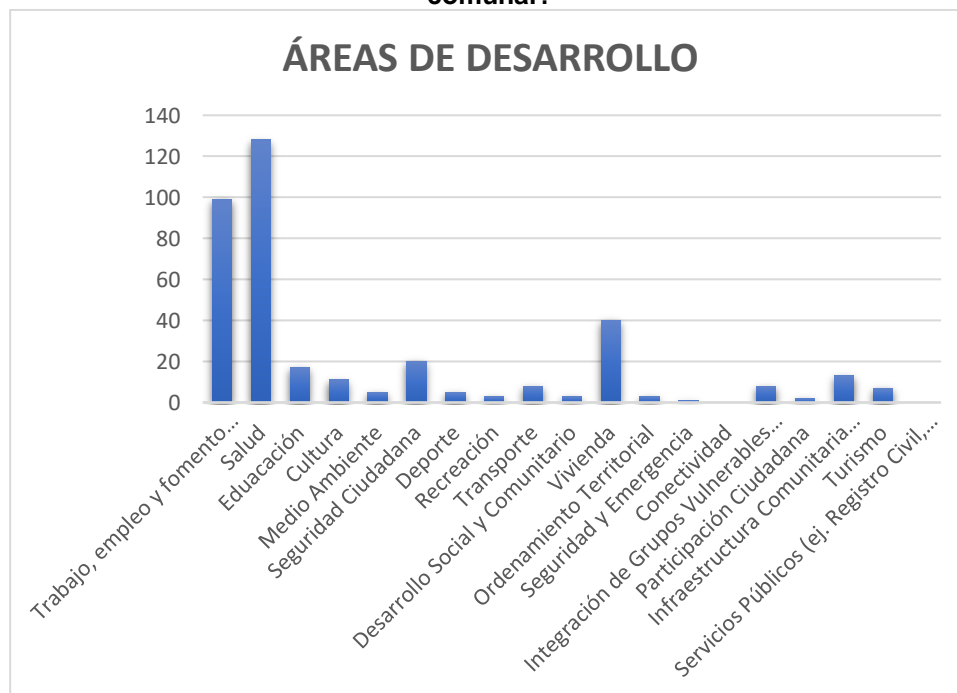 comunal?
ÁREAS DE DESARROLLO
140
120
100
80
60
40
20
0
Trabajo, empleo y fomento...
Salud
Eduacación
Cultura
Medio Ambiente
Seguridad Ciudadana
Deporte
Recreación
Transporte
Desarrollo Social y Comunitario
Vivienda
Ordenamiento Territorial
Seguridad y Emergencia
Conectividad
Integración de Grupos Vulnerables...
Participación Ciudadana
Infraestructura Comunitaria...
Turismo
Servicios Públicos (ej. Registro Civil,...